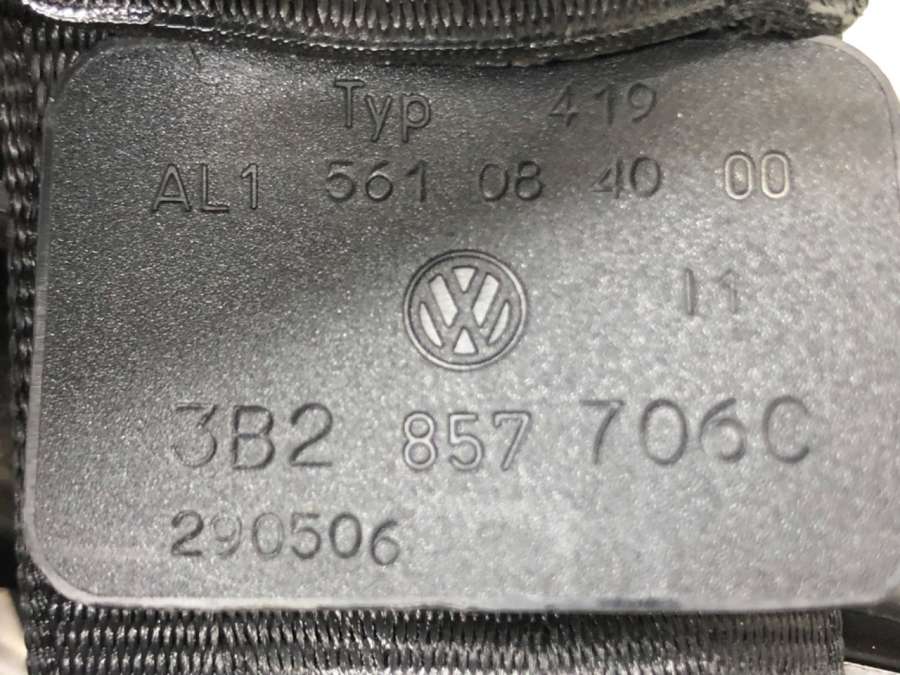 Typ 419
AL1 561 08 40 00
11
3B2 857 706C
290506